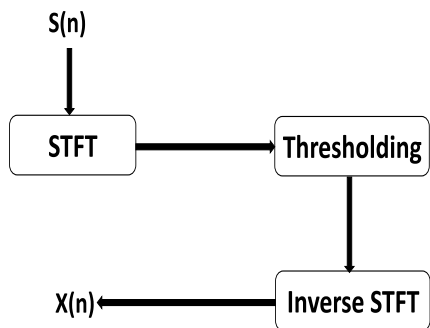 S(n)
STFT
Thresholding
Inverse STFT
X(n)